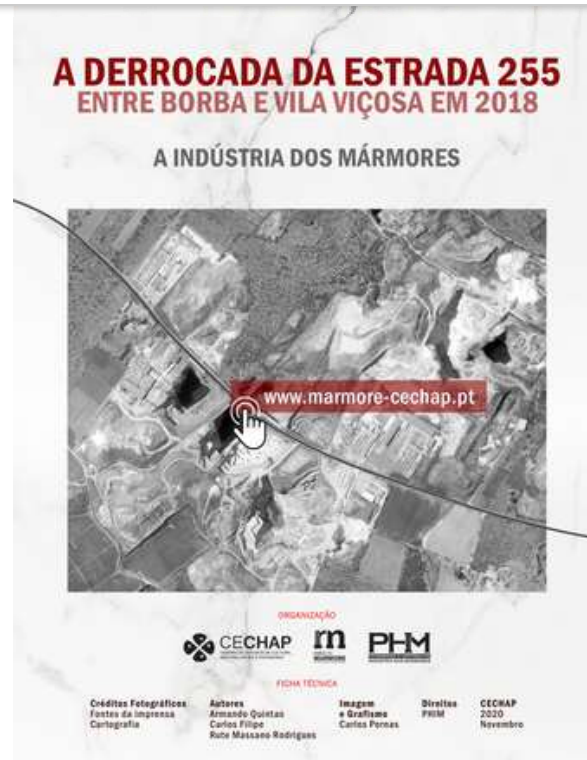 A DERROCADA DA ESTRADA 255
ENTRE BORBA E VILA VIÇOSA EM 2018
A INDÚSTRIA DOS MÁRMORES
www.marmore-cechap.pt
ORGANIZAÇÃO
CECHAP
m
PHIM
FICHA TÉCNICA
Créditos Fotográficos
Fontes da imprensa
Cartografia
Autores
Armando Quintas
Carlos Filipe
Rute Massano Rodrigues
Imagem
e Grafismo
Carlos Pernas
Direitos
PHIM
CECHAP
2020
Novembro